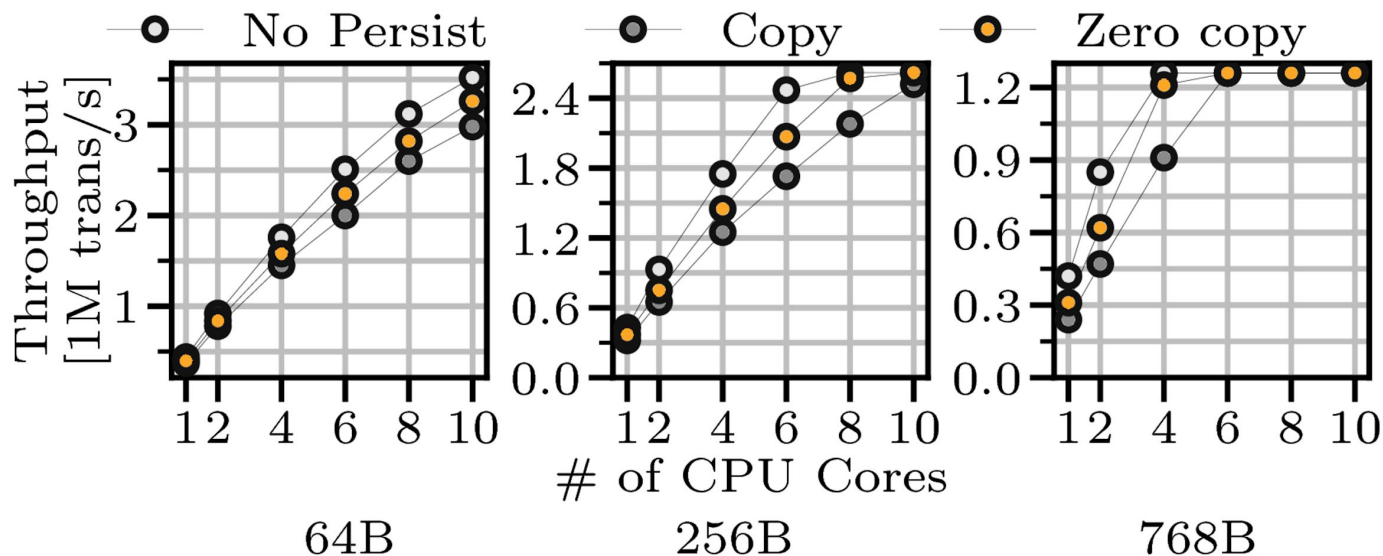 No Persist Copy Zero copy
Throughput
[1M trans/s]
3
2
1
1 2 4 6 8 10
2.4
1.8
1.2
0.6
0.0
1 2 4 6 8 10
1.2
0.9
0.6
0.3
0.0
1 2 4 6 8 10
# of CPU Cores
64B 256B 768B